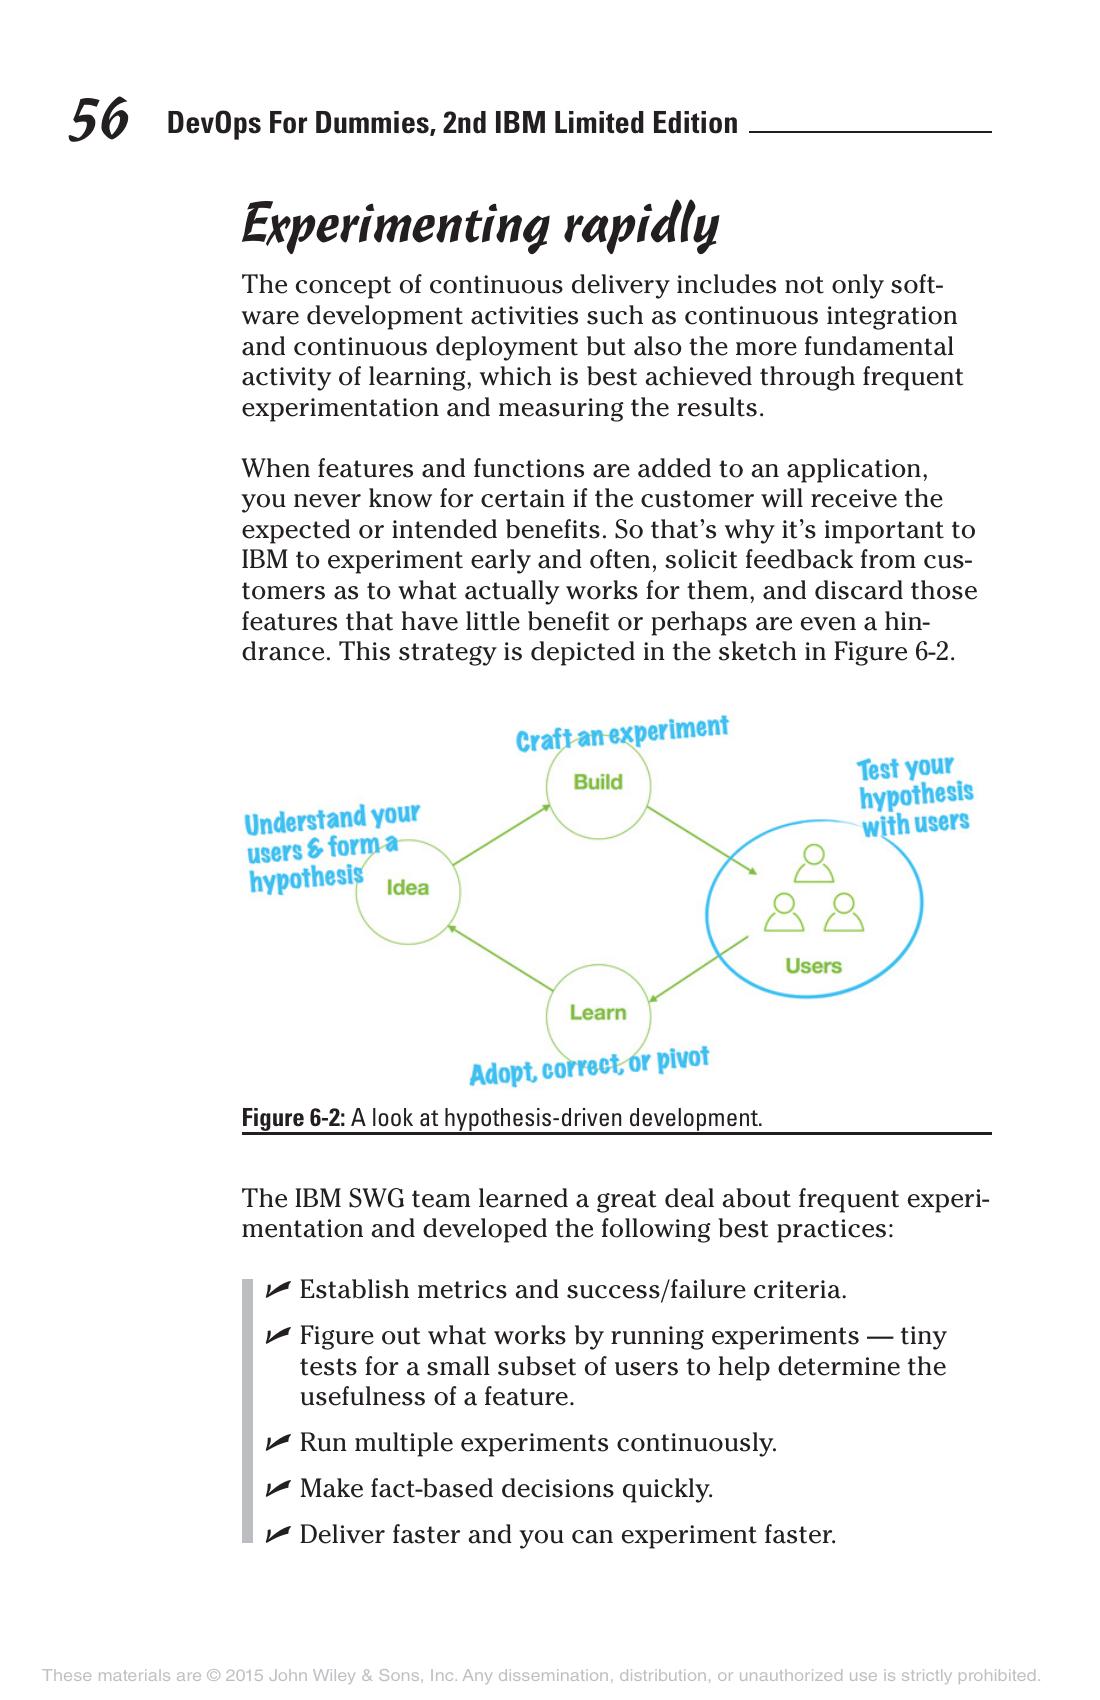 56 DevOps For Dummies, 2nd IBM Limited Edition
Experimenting rapidly
The concept of continuous delivery includes not only soft-
ware development activities such as continuous integration
and continuous deployment but also the more fundamental
activity of learning, which is best achieved through frequent
experimentation and measuring the results.
When features and functions are added to an application,
you never know for certain if the customer will receive the
expected or intended benefits. So that’s why it’s important to
IBM to experiment early and often, solicit feedback from cus-
tomers as to what actually works for them, and discard those
features that have little benefit or perhaps are even a hin-
drance. This strategy is depicted in the sketch in Figure 6-2.
Craft an experiment
Build
Test your
hypothesis
with users
Understand your
users & form a
hypothesis
Idea
Users
Learn
Adopt, correct, or pivot
Figure 6-2: A look at hypothesis-driven development.
The IBM SWG team learned a great deal about frequent experi-
mentation and developed the following best practices:
✓ Establish metrics and success/failure criteria.
✓ Figure out what works by running experiments — tiny
tests for a small subset of users to help determine the
usefulness of a feature.
✓ Run multiple experiments continuously.
✓ Make fact-based decisions quickly.
✓ Deliver faster and you can experiment faster.
These materials are © 2015 John Wiley & Sons, Inc. Any dissemination, distribution, or unauthorized use is strictly prohibited.